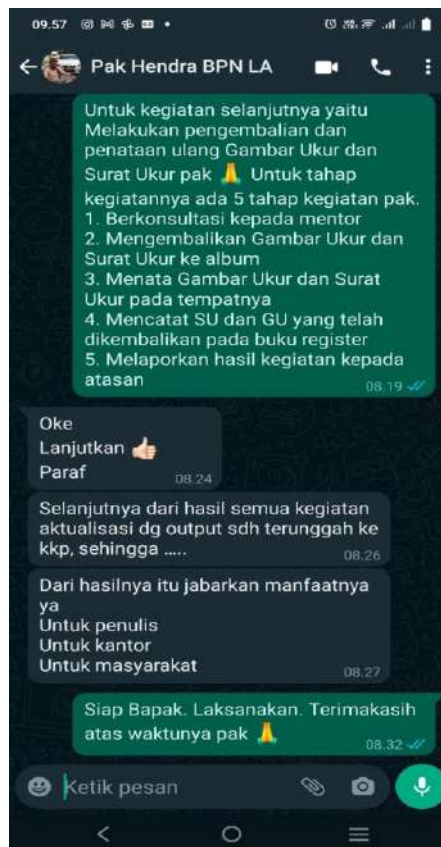 09.57
Pak Hendra BPN LA
Untuk kegiatan selanjutnya yaitu
Melakukan pengembalian dan
penataan ulang Gambar Ukur dan
Surat Ukur pak 🙏 Untuk tahap
kegiatannya ada 5 tahap kegiatan pak.
1. Berkonsultasi kepada mentor
2. Mengembalikan Gambar Ukur dan
Surat Ukur ke album
3. Menata Gambar Ukur dan Surat
Ukur pada tempatnya
4. Mencatat SU dan GU yang telah
dikembalikan pada buku register
5. Melaporkan hasil kegiatan kepada
atasan
08.19
Oke
Lanjutkan 👍🏻
Paraf
08.24
Selanjutnya dari hasil semua kegiatan
aktualisasi dg output sdh terunggah ke
kkp, sehingga .....
08.26
Dari hasilnya itu jabarkan manfaatnya
ya
Untuk penulis
Untuk kantor
Untuk masyarakat
08.27
Siap Bapak. Laksanakan. Terimakasih
atas waktunya pak 🙏
08.32
Ketik pesan